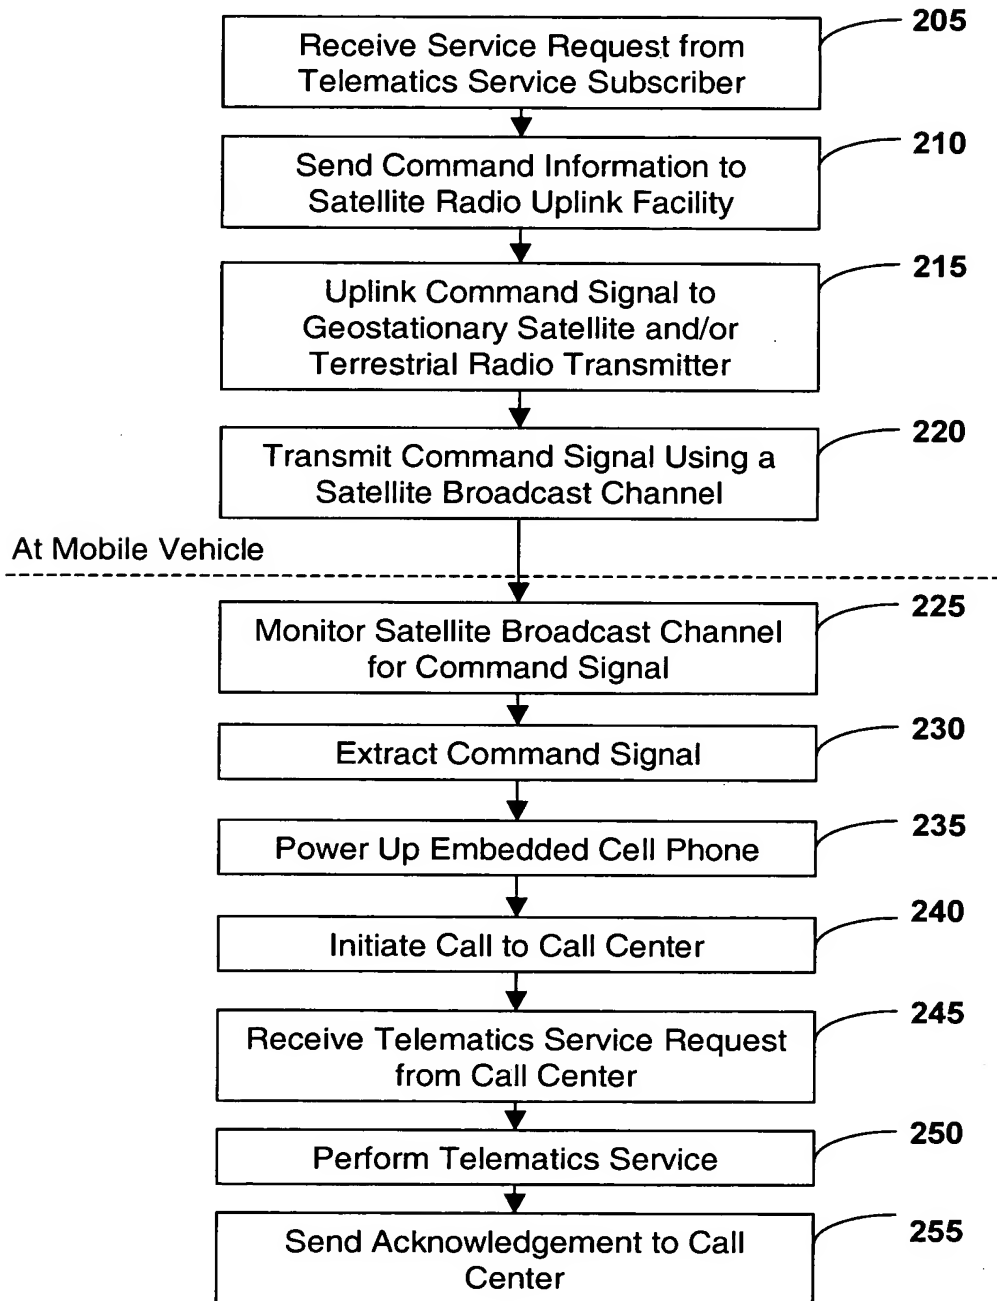 205
Receive Service Request from
Telematics Service Subscriber
210
Send Command Information to
Satellite Radio Uplink Facility
215
Uplink Command Signal to
Geostationary Satellite and/or
Terrestrial Radio Transmitter
220
Transmit Command Signal Using a
Satellite Broadcast Channel
At Mobile Vehicle
225
Monitor Satellite Broadcast Channel
for Command Signal
230
Extract Command Signal
235
Power Up Embedded Cell Phone
240
Initiate Call to Call Center
245
Receive Telematics Service Request
from Call Center
250
Perform Telematics Service
255
Send Acknowledgement to Call
Center